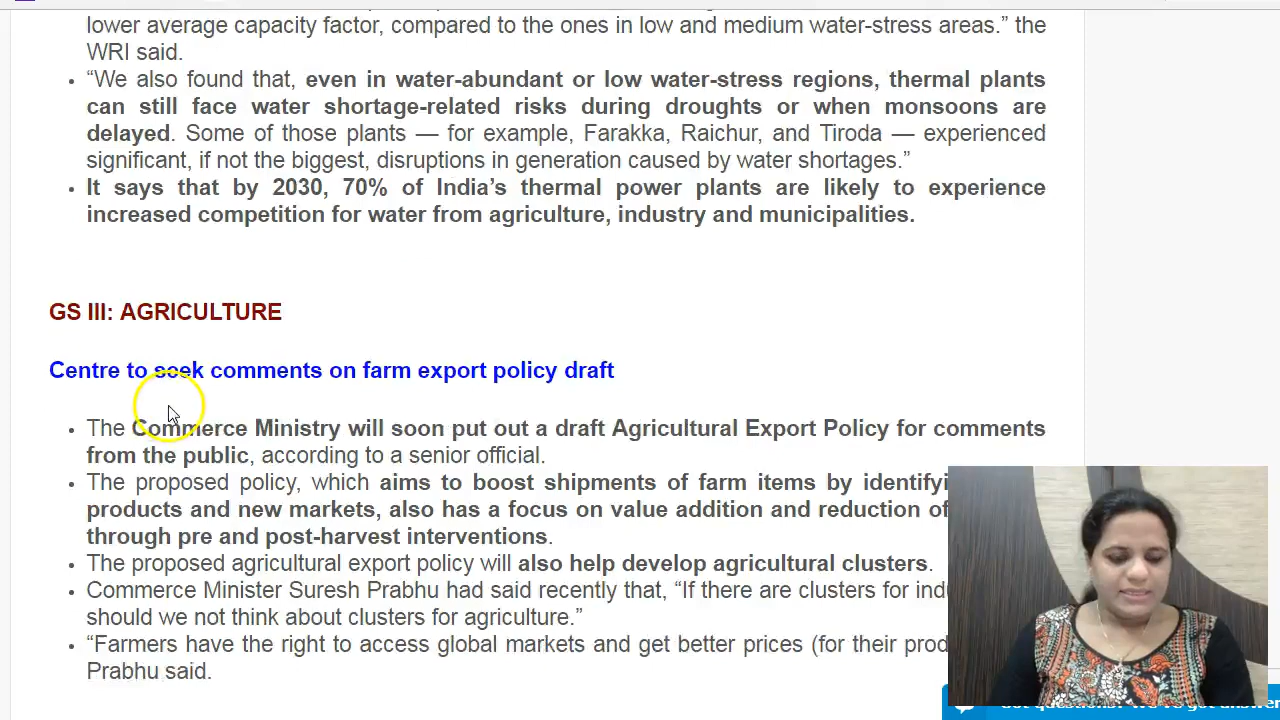 lower average capacity factor, compared to the ones in low and medium water-stress areas.” the
WRI said.
“We also found that, even in water-abundant or low water-stress regions, thermal plants
can still face water shortage-related risks during droughts or when monsoons are
delayed. Some of those plants — for example, Farakka, Raichur, and Tiroda — experienced
significant, if not the biggest, disruptions in generation caused by water shortages.”
It says that by 2030, 70% of India’s thermal power plants are likely to experience
increased competition for water from agriculture, industry and municipalities.
GS III: AGRICULTURE
Centre to seek comments on farm export policy draft
The Commerce Ministry will soon put out a draft Agricultural Export Policy for comments
from the public, according to a senior official.
The proposed policy, which aims to boost shipments of farm items by
products and new markets, also has a focus on value addition and reduction of
through pre and post-harvest interventions.
The proposed agricultural export policy will also help develop agricultural clusters.
Commerce Minister Suresh Prabhu had said recently that, “If there are clusters for
should we not think about clusters for agriculture.”
“Farmers have the right to access global markets and get better prices (for their
Prabhu said.